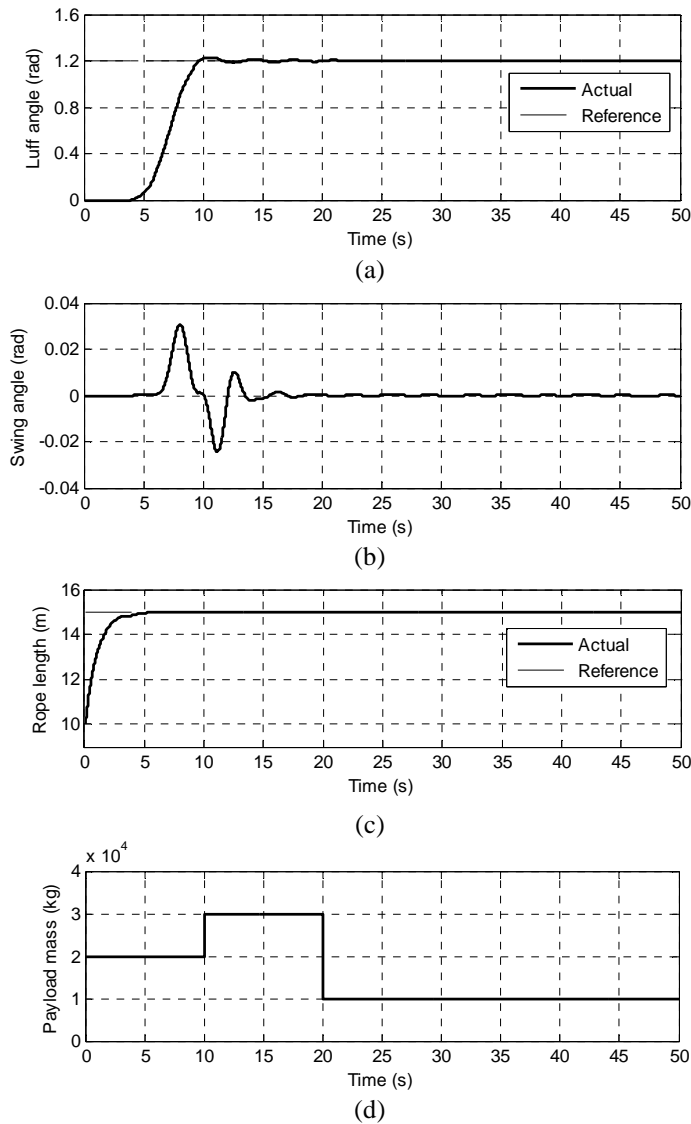 1.6
1.2
0.8
0.4
0
Luff angle (rad)
Actual
Reference
0 5 10 15 20 25 30 35 40 45 50
Time (s)
(a)
0.04
0.02
0
-0.02
-0.04
Swing angle (rad)
0 5 10 15 20 25 30 35 40 45 50
Time (s)
(b)
16
14
12
10
Rope length (m)
Actual
Reference
0 5 10 15 20 25 30 35 40 45 50
Time (s)
(c)
x 10^4
4
3
2
1
0
Payload mass (kg)
0 5 10 15 20 25 30 35 40 45 50
Time (s)
(d)